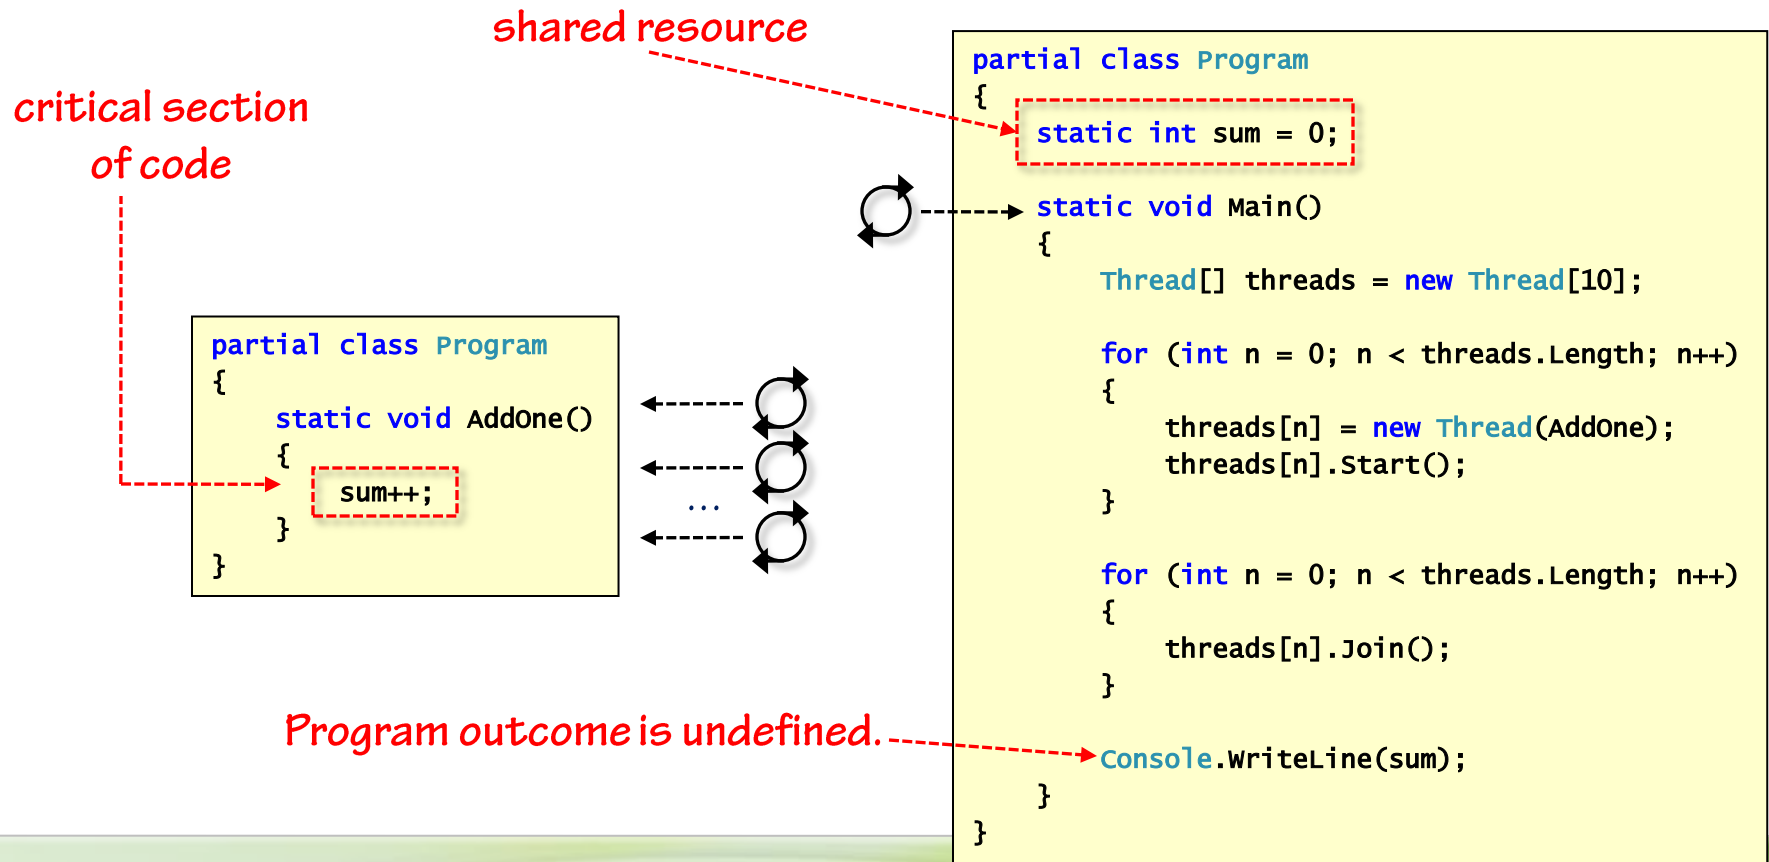 shared resource
critical section
of code
partial class Program
{
static void AddOne()
{
sum++;
}
}
...
Program outcome is undefined.
partial class Program
{
static int sum = 0;
static void Main()
{
Thread[] threads = new Thread[10];
for (int n = 0; n < threads.Length; n++)
{
threads[n] = new Thread(AddOne);
threads[n].Start();
}
for (int n = 0; n < threads.Length; n++)
{
threads[n].Join();
}
Console.WriteLine(sum);
}
}